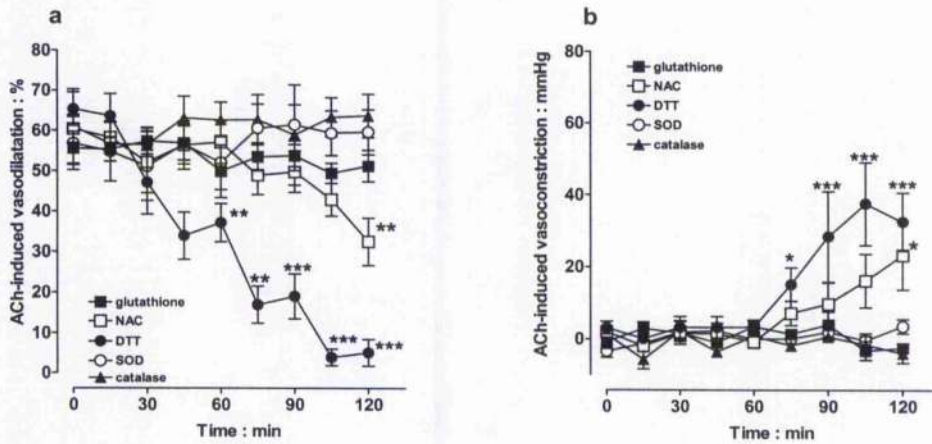 a
ACh-induced vasodilatation : %
80
70
60
50
40
30
20
10
0
**
**
***
***
***
**
glutathione
NAC
DTT
SOD
catalase
0 30 60 90 120
Time : min
b
ACh-induced vasoconstriction : mmHg
80
60
40
20
0
glutathione
NAC
DTT
SOD
catalase
*
***
***
***
*
0 30 60 90 120
Time : min